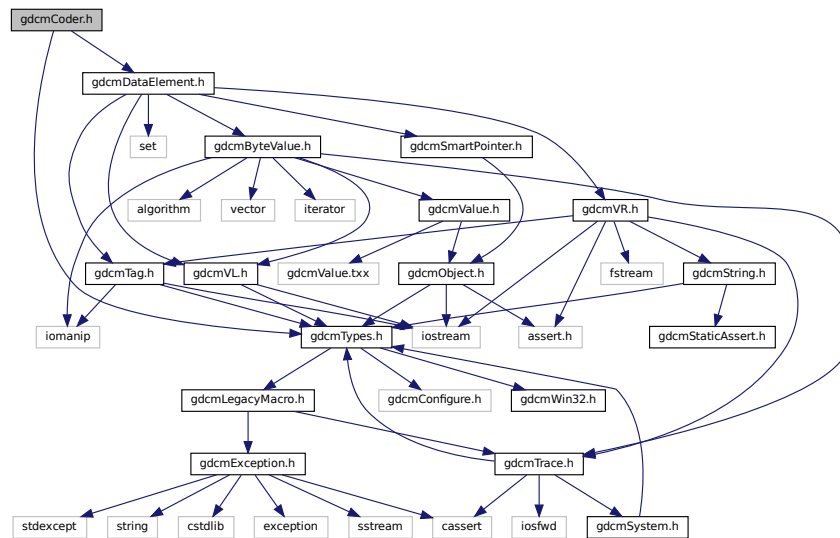 gdcmCoder.h
gdcmDataElement.h
set
gdcmByteValue.h
gdcmSmartPointer.h
algorithm
vector
iterator
gdcmValue.h
gdcmVR.h
gdcmTag.h
gdcmVL.h
gdcmValue.txx
gdcmObject.h
fstream
gdcmString.h
iomanip
gdcmTypes.h
iostream
assert.h
gdcmStaticAssert.h
gdcmLegacyMacro.h
gdcmConfigure.h
gdcmWin32.h
gdcmException.h
gdcmTrace.h
stdexcept
string
cstdlib
exception
sstream
cassert
iosfwd
gdcmSystem.h